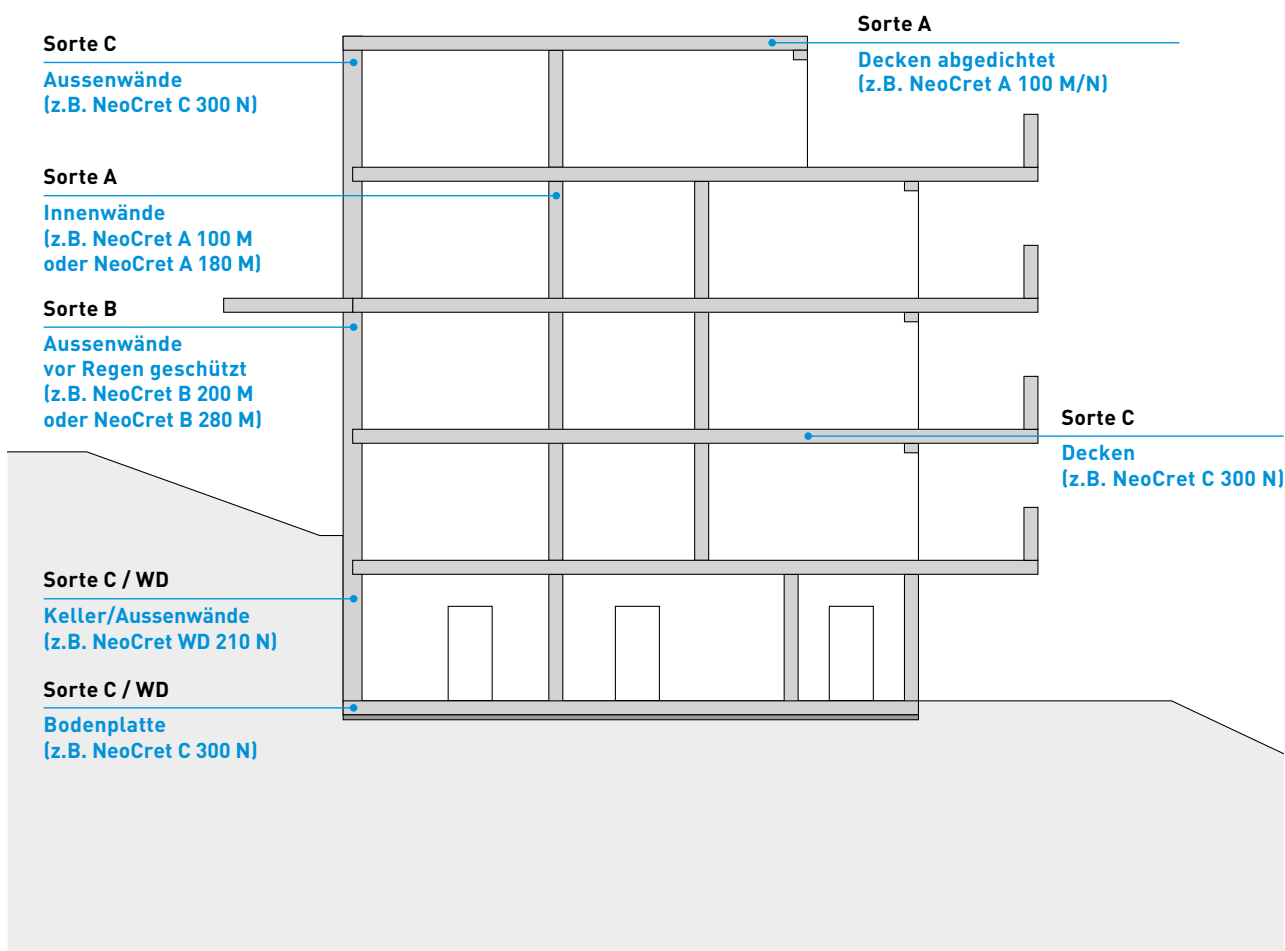 Sorte C
Aussenwände
(z.B. NeoCret C 300 N)
Sorte A
Decken abgedichtet
(z.B. NeoCret A 100 M/N)
Sorte A
Innenwände
(z.B. NeoCret A 100 M
oder NeoCret A 180 M)
Sorte B
Aussenwände
vor Regen geschützt
(z.B. NeoCret B 200 M
oder NeoCret B 280 M)
Sorte C
Decken
(z.B. NeoCret C 300 N)
Sorte C / WD
Keller/Aussenwände
(z.B. NeoCret WD 210 N)
Sorte C / WD
Bodenplatte
(z.B. NeoCret C 300 N)